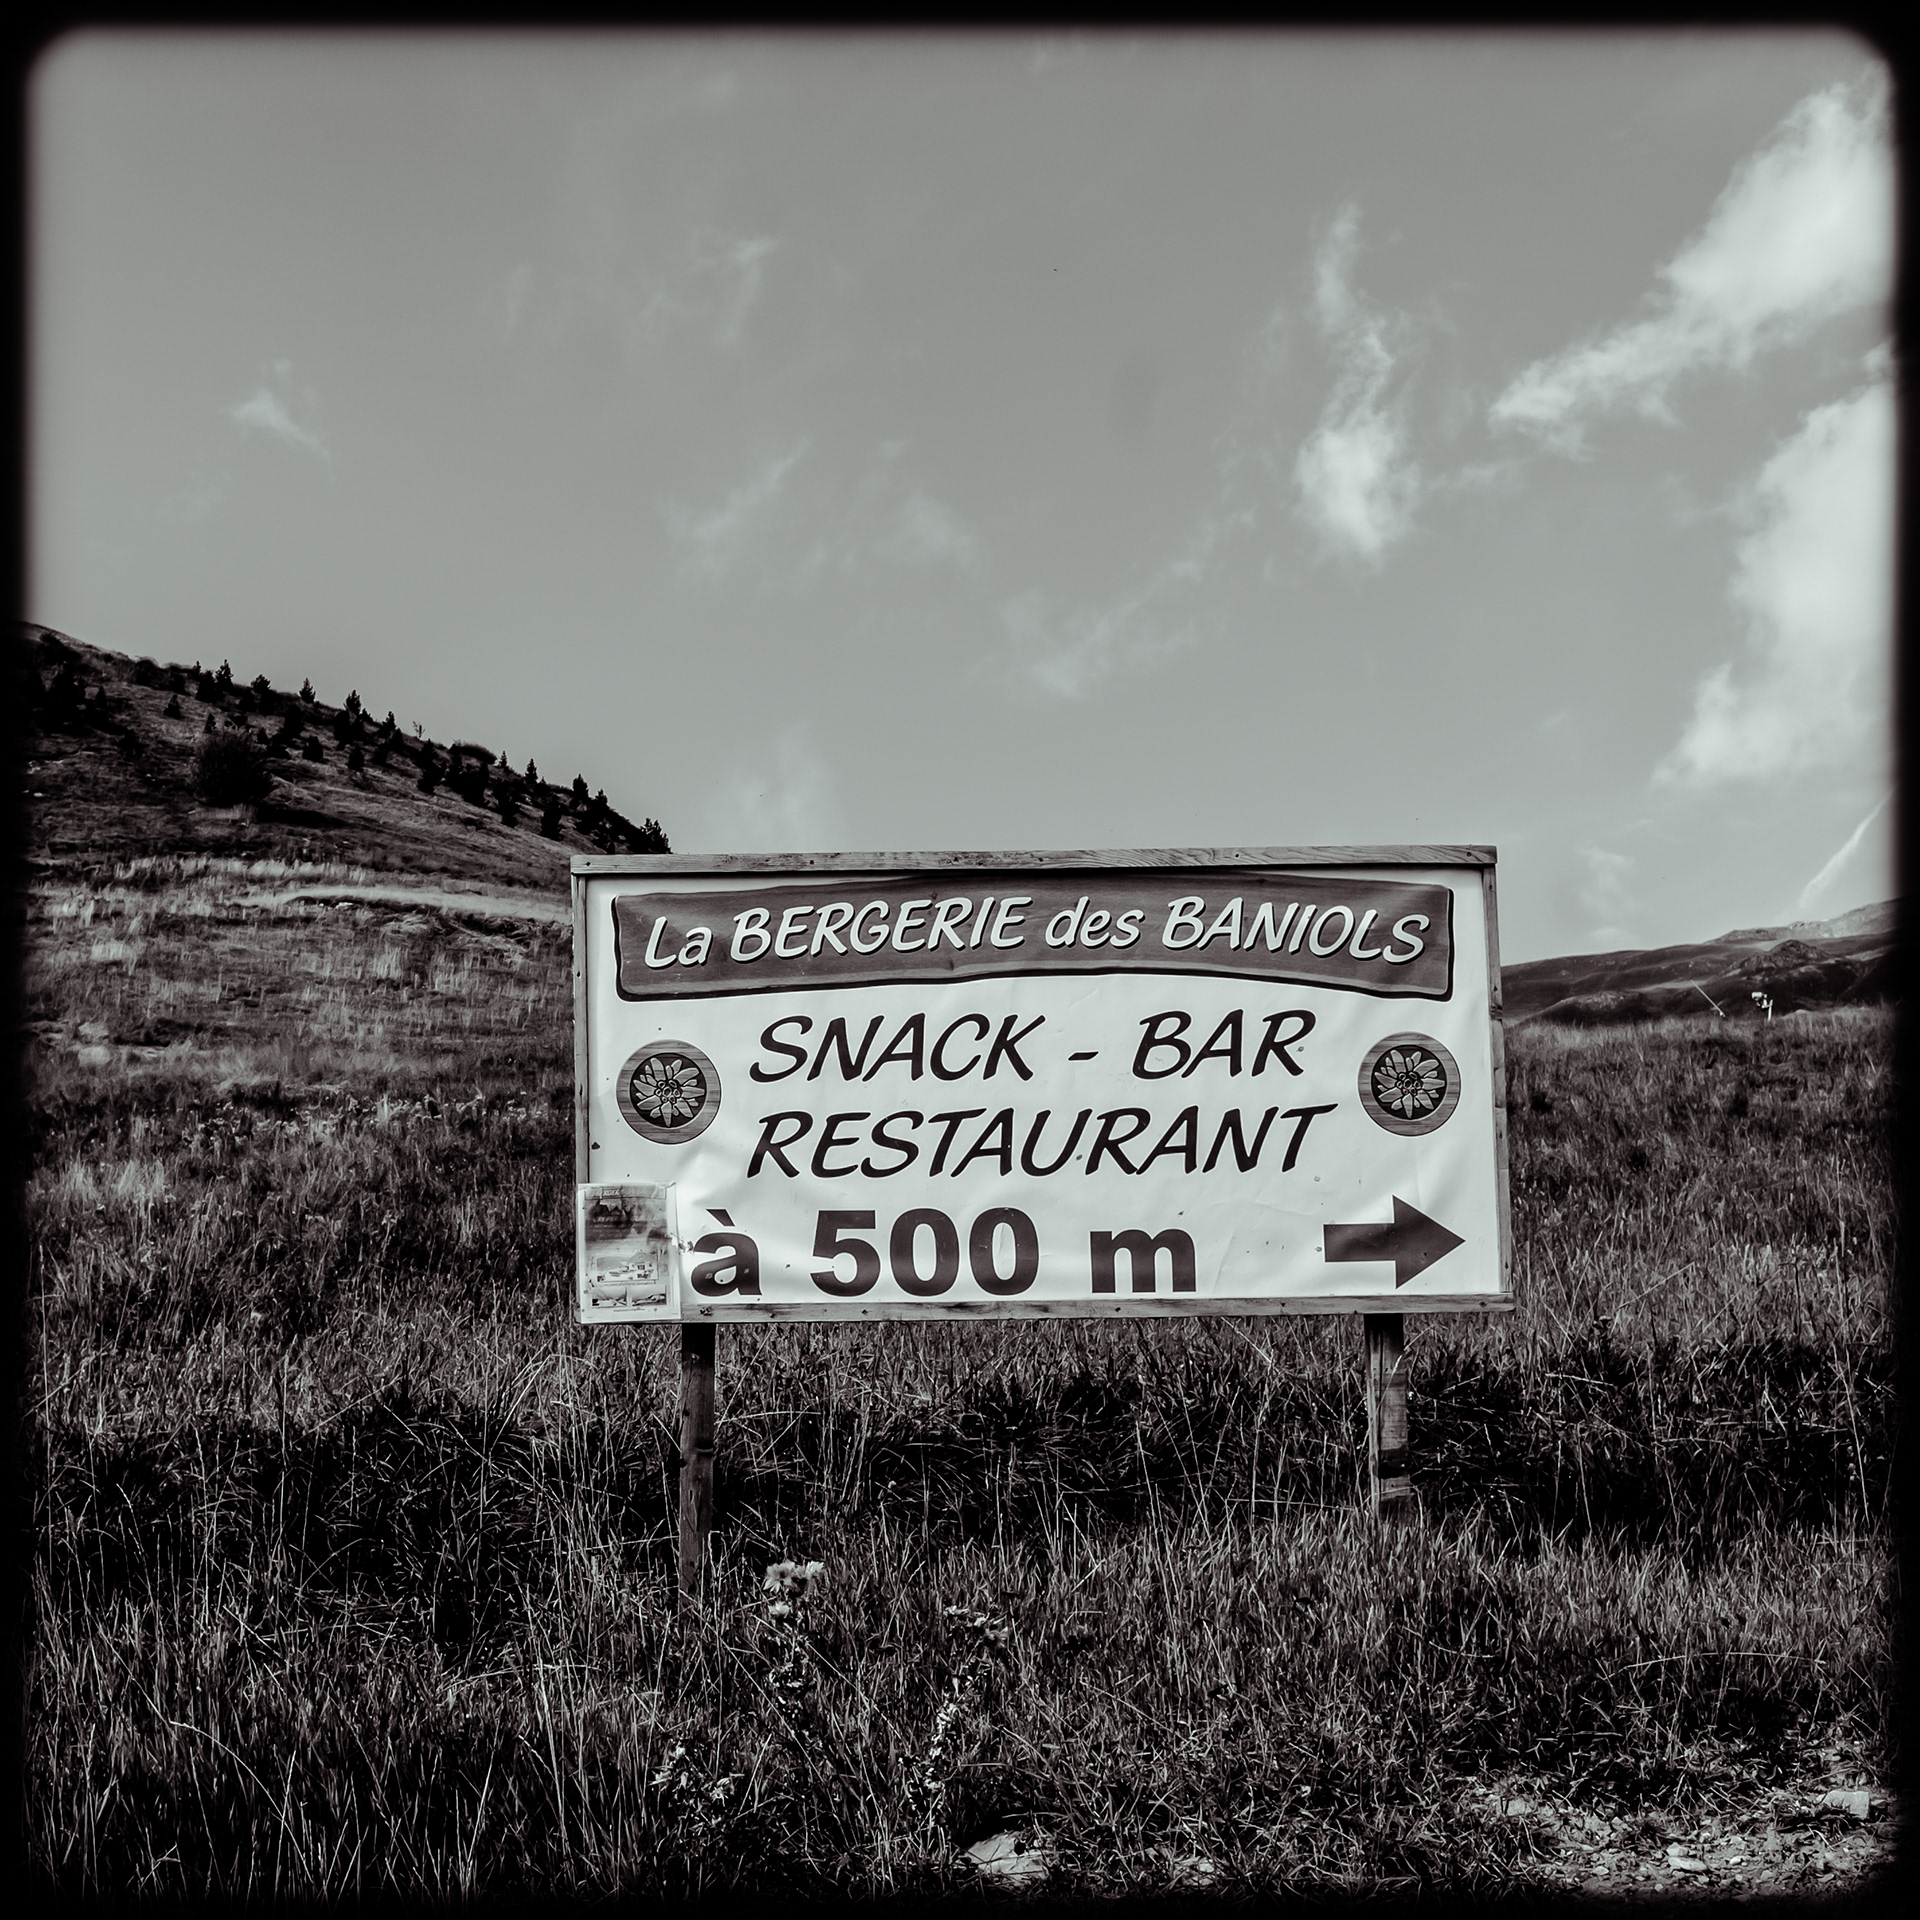 La BERGERIE des BANIOLS
SNACK - BAR
RESTAURANT
à 500 m